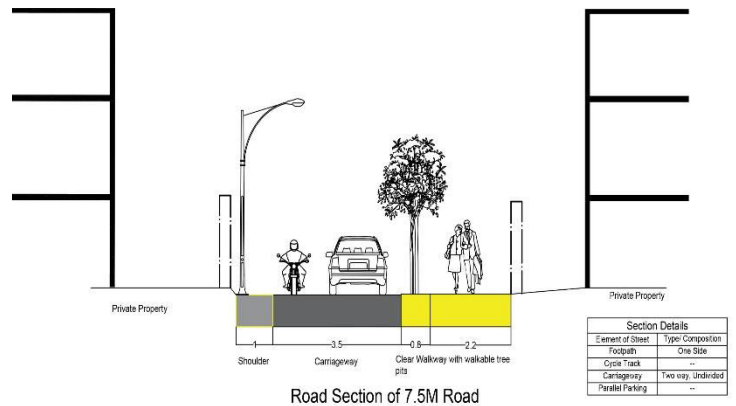 Private Property
Private Property
1
3.5
0.8
2.2
Shoulder
Carriageway
Clear Walkway with walkable tree
pits
Road Section of 7.5M Road
Section Details
Element of Street Type/ Composition
Footpath One Side
Cycle Track --
Carriageway Two way, Undivided
Parallel Parking --